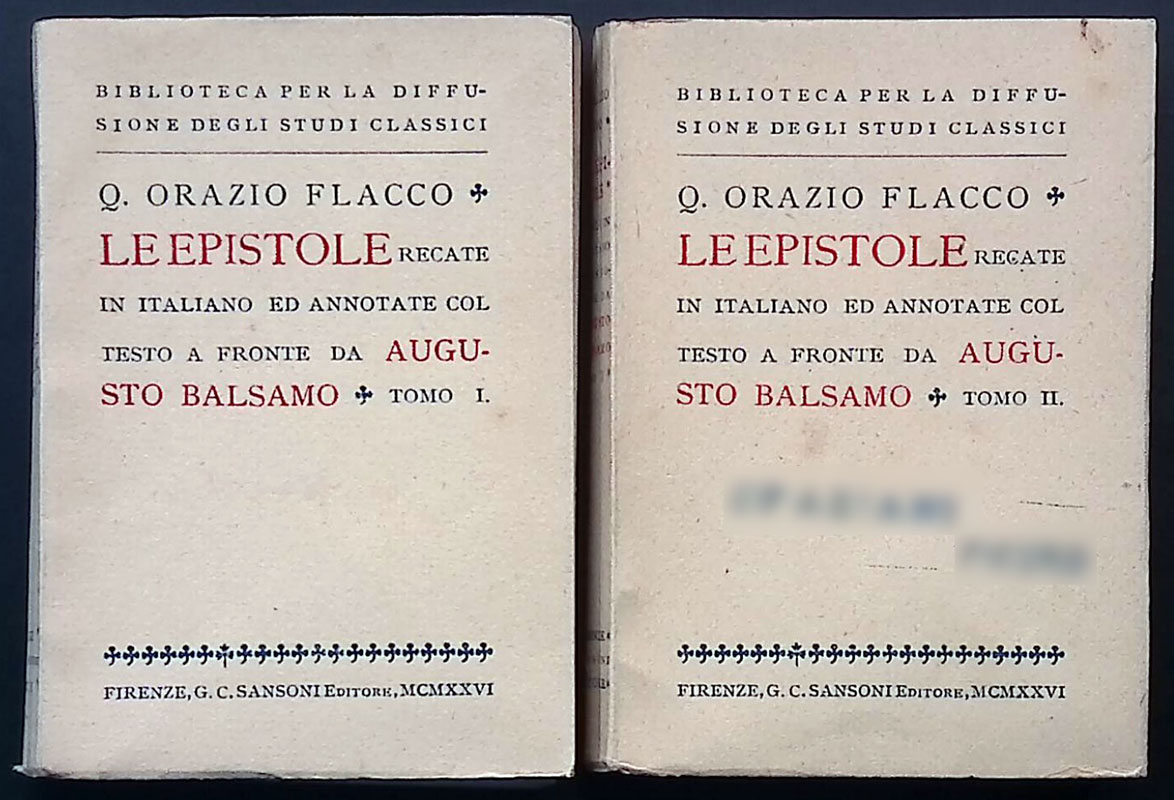 BIBLIOTECA PER LA DIFFU-
SIONE DEGLI STUDI CLASSICI
Q. ORAZIO FLACCO
LE EPISTOLE RECATE
IN ITALIANO ED ANNOTATE COL
TESTO A FRONTE DA AUGU-
STO BALSAMO TOMO I.
FIRENZE, G. C. SANSONI EDITORE, MCMXXVI
BIBLIOTECA PER LA DIFFU-
SIONE DEGLI STUDI CLASSICI
Q. ORAZIO FLACCO
LE EPISTOLE RECATE
IN ITALIANO ED ANNOTATE COL
TESTO A FRONTE DA AUGU-
STO BALSAMO TOMO II.
FIRENZE, G. C. SANSONI EDITORE, MCMXXVI